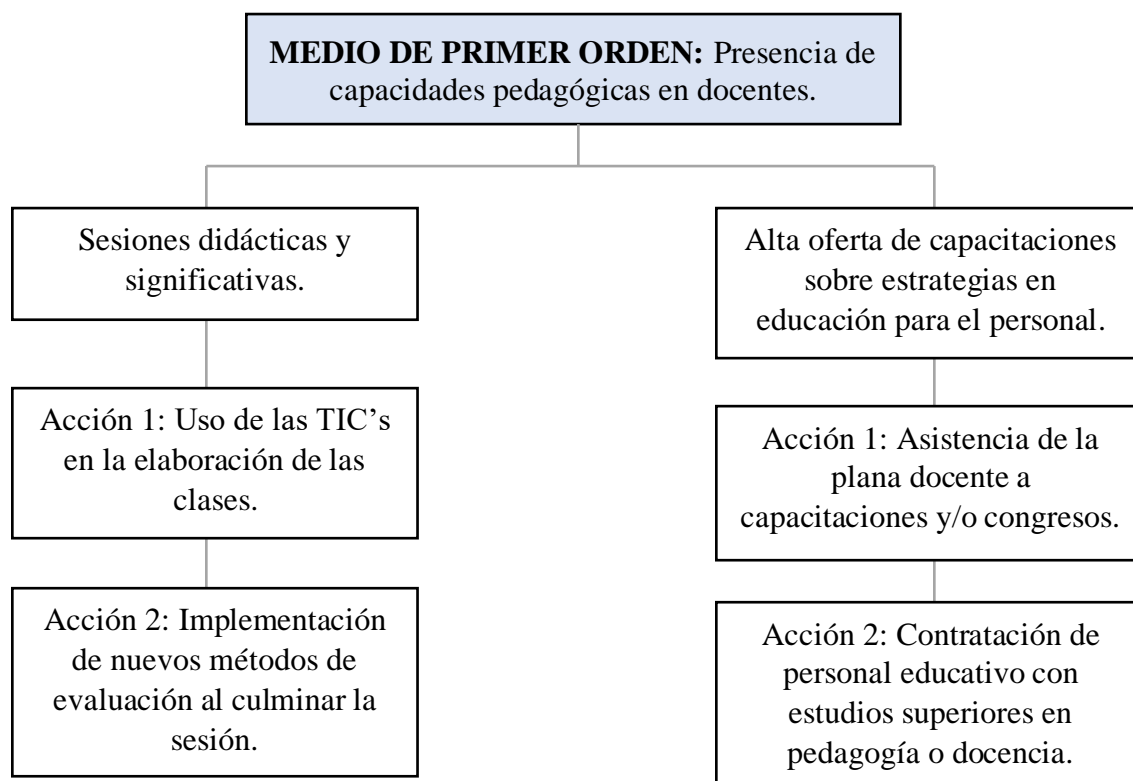 MEDIO DE PRIMER ORDEN: Presencia de
capacidades pedagógicas en docentes.
Sesiones didácticas y
significativas.
Acción 1: Uso de las TIC’s
en la elaboración de las
clases.
Acción 2: Implementación
de nuevos métodos de
evaluación al culminar la
sesión.
Alta oferta de capacitaciones
sobre estrategias en
educación para el personal.
Acción 1: Asistencia de la
plana docente a
capacitaciones y/o congresos.
Acción 2: Contratación de
personal educativo con
estudios superiores en
pedagogía o docencia.